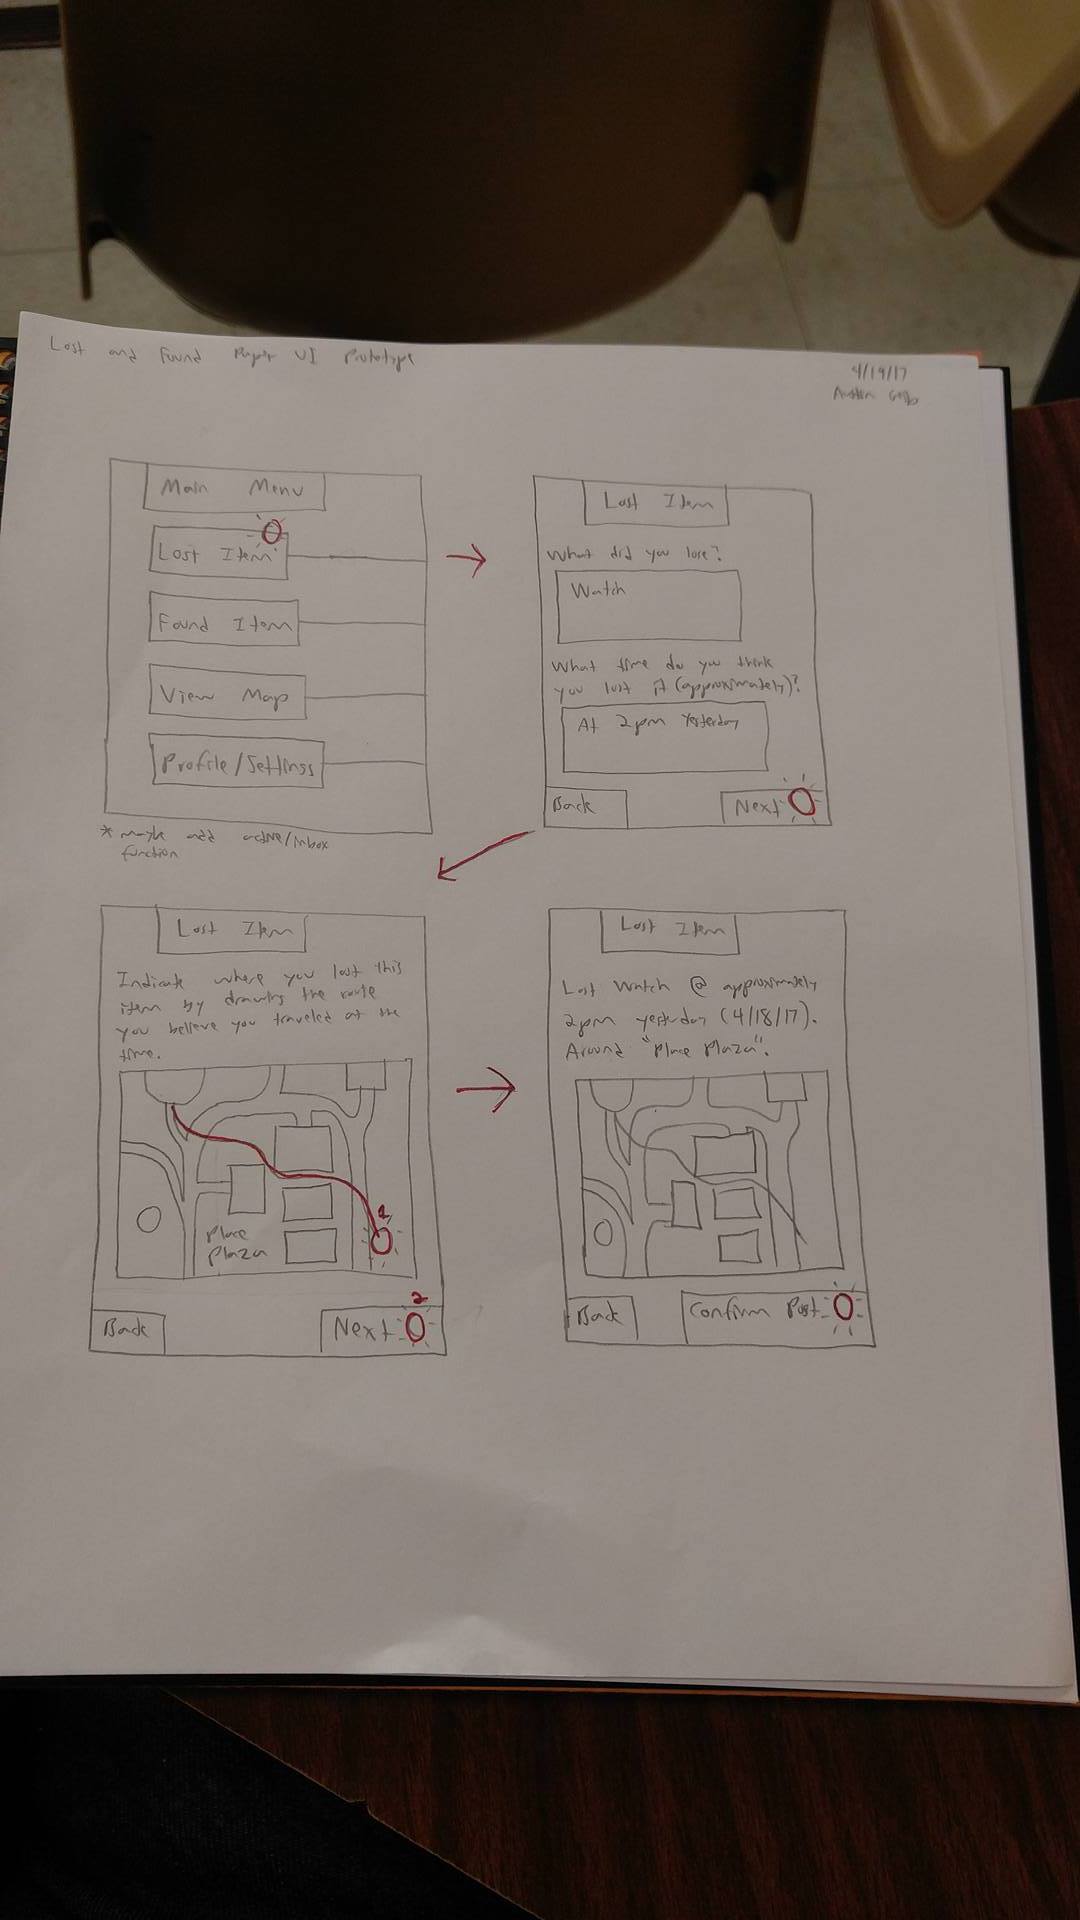 Lost and Found Paper UI Prototype
4/19/17
Austin
Main Menu
Lost Item
Found Item
View Map
Profile/Settings
* maybe add active/inbox
function
Lost Item
What did you lose?
Watch
What time do you think
you lost it (approximately)?
At 2pm Yesterday
Back
Next
Lost Item
Indicate where you lost this
item by drawing the route
you believe you traveled at the
time.
Place
Plaza
1
2
Back
Next
Lost Item
Lost Watch @ approximately
2pm yesterday (4/18/17).
Around "Place Plaza".
Back
Confirm Post